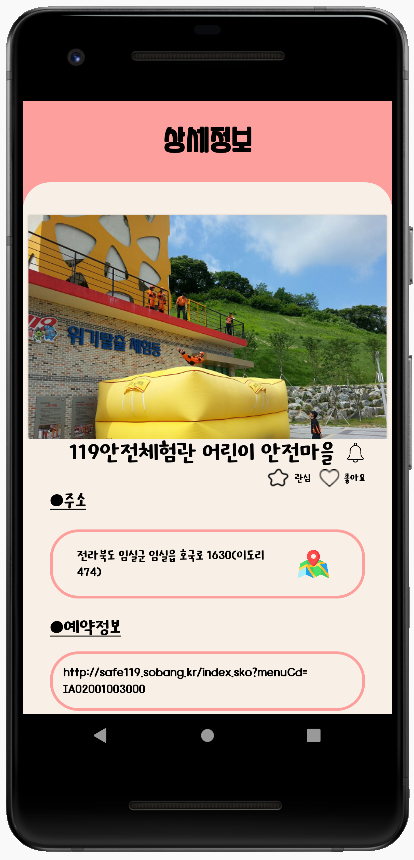 상세정보
119
위기탈출 체험동
119안전체험관 어린이 안전마을
관심 좋아요
●주소
전라북도 임실군 임실읍 호국로 1630(이도리
474)
●예약정보
http://safe119.sobang.kr/index.sko?menuCd=
IA02001003000